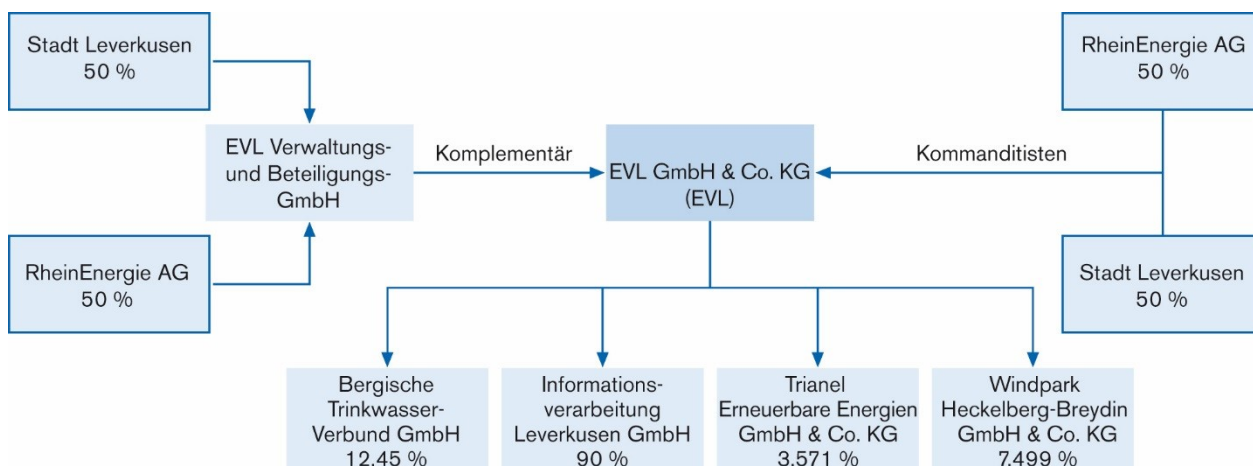 Stadt Leverkusen
50 %
RheinEnergie AG
50 %
EVL Verwaltungs-
und Beteiligungs-
GmbH
Komplementär
EVL GmbH & Co. KG
(EVL)
Kommanditisten
RheinEnergie AG
50 %
Stadt Leverkusen
50 %
Bergische
Trinkwasser-
Verbund GmbH
12,45 %
Informations-
verarbeitung
Leverkusen GmbH
90 %
Trianel
Erneuerbare Energien
GmbH & Co. KG
3,571 %
Windpark
Heckelberg-Breydin
GmbH & Co. KG
7,499 %